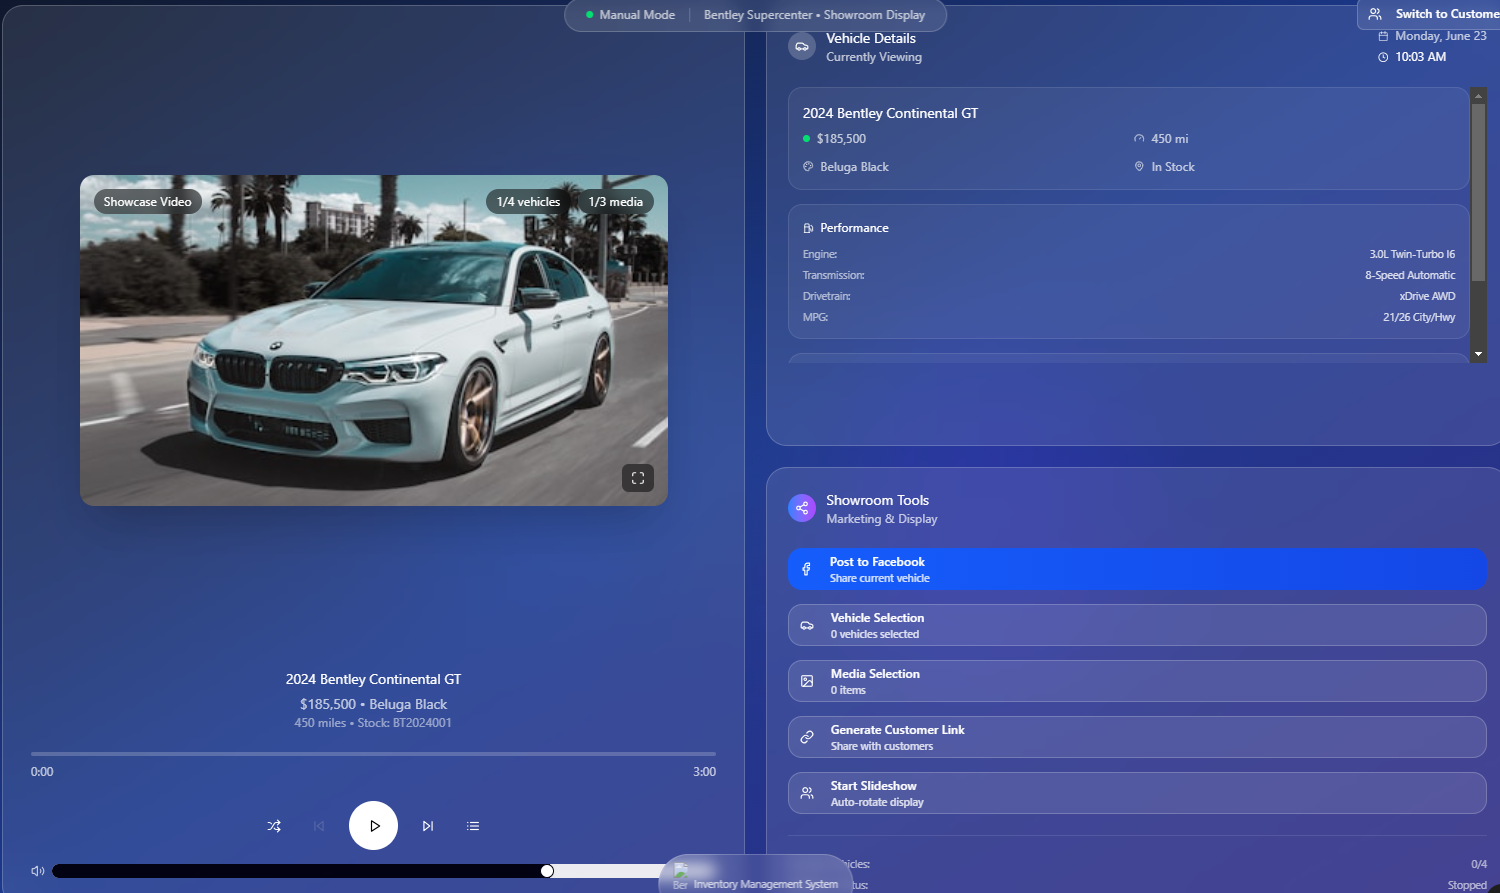 Manual Mode
Bentley Supercenter • Showroom Display
Switch to Custome
Showcase Video
1/4 vehicles
1/3 media
2024 Bentley Continental GT
$185,500 • Beluga Black
450 miles • Stock: BT2024001
0:00
3:00
Vehicle Details
Currently Viewing
Monday, June 23
10:03 AM
2024 Bentley Continental GT
$185,500
450 mi
Beluga Black
In Stock
Performance
Engine:
3.0L Twin-Turbo I6
Transmission:
8-Speed Automatic
Drivetrain:
xDrive AWD
MPG:
21/26 City/Hwy
Showroom Tools
Marketing & Display
Post to Facebook
Share current vehicle
Vehicle Selection
0 vehicles selected
Media Selection
0 items
Generate Customer Link
Share with customers
Start Slideshow
Auto-rotate display
hicles:
0/4
tus:
Stopped
Ber
Inventory Management System